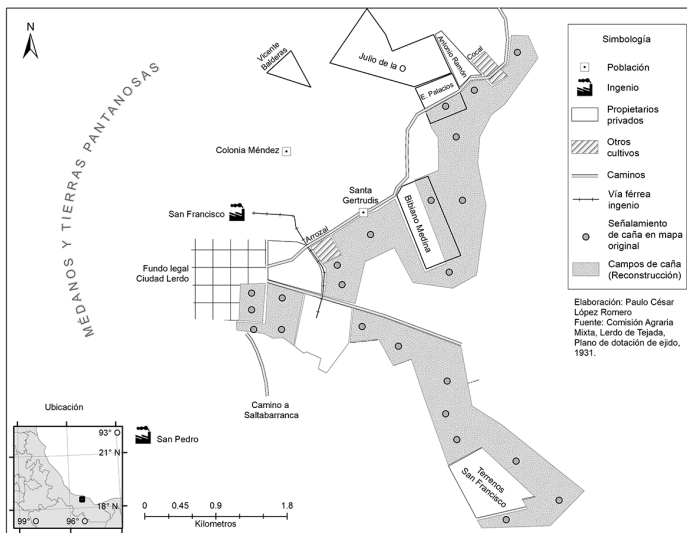 N
MÉDANOS Y TIERRAS PANTANOSAS
Vicente
Balderas
Julio de la O
Antonio Ramón
Cocal
E. Palacios
Colonia Méndez
Santa
Gertrudis
San Francisco
Arrozal
Bibiano Medina
Fundo legal
Ciudad Lerdo
Camino a
Saltabarranca
Terrenos
San Francisco
San Pedro
Ubicación
93°
21° N
18° N
99°
96°
0 0.45 0.9 1.8
Kilometros
Simbología
Población
Ingenio
Propietarios
privados
Otros
cultivos
Caminos
Vía férrea
ingenio
Señalamiento
de caña en mapa
original
Campos de caña
(Reconstrucción)
Elaboración: Paulo César
López Romero
Fuente: Comisión Agraria
Mixta, Lerdo de Tejada,
Plano de dotación de ejido,
1931.